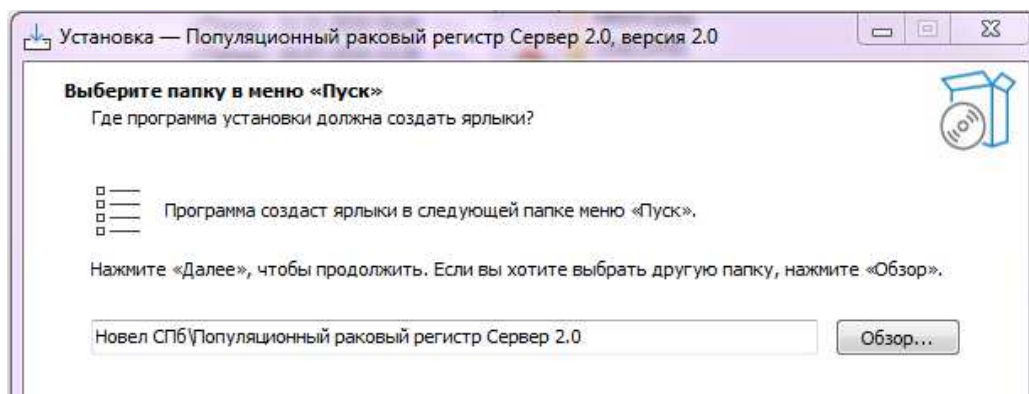 Установка — Популяционный раковый регистр Сервер 2.0, версия 2.0
Выберите папку в меню «Пуск»
Где программа установки должна создать ярлыки?
Программа создаст ярлыки в следующей папке меню «Пуск».
Нажмите «Далее», чтобы продолжить. Если вы хотите выбрать другую папку, нажмите «Обзор».
Новел СПб\Популяционный раковый регистр Сервер 2.0
Обзор...